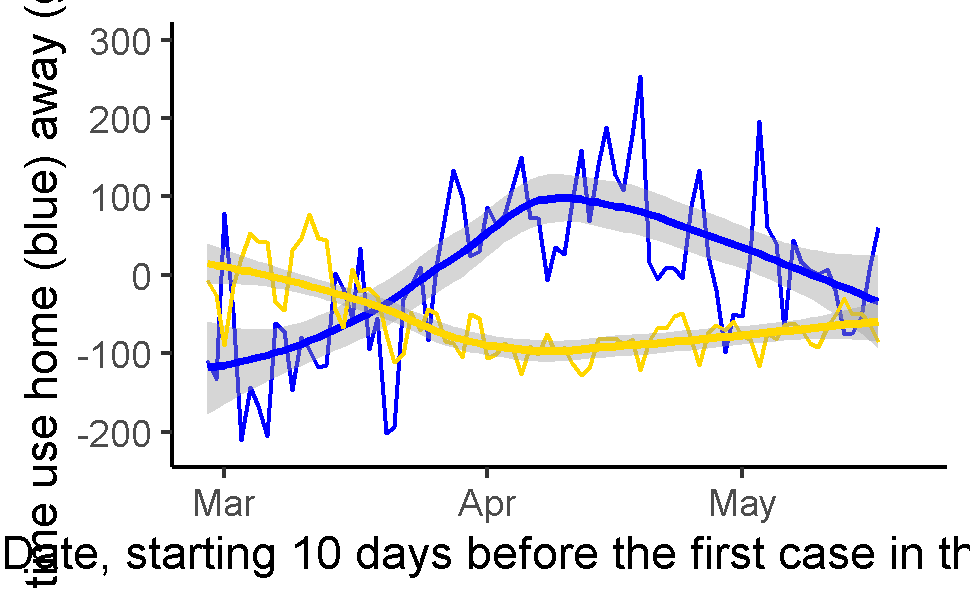 time use home (blue) away (
300
200
100
0
-100
-200
Mar Apr May
Date, starting 10 days before the first case in th